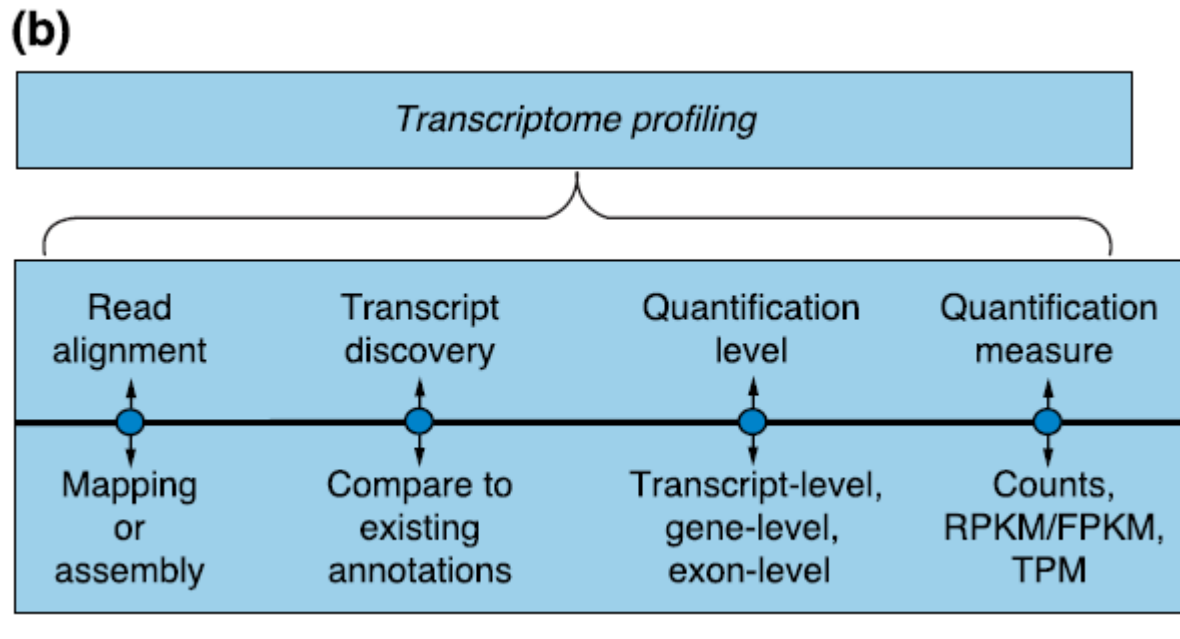 (b)
Transcriptome profiling
Read
alignment
Transcript
discovery
Quantification
level
Quantification
measure
Mapping
or
assembly
Compare to
existing
annotations
Transcript-level,
gene-level,
exon-level
Counts,
RPKM/FPKM,
TPM